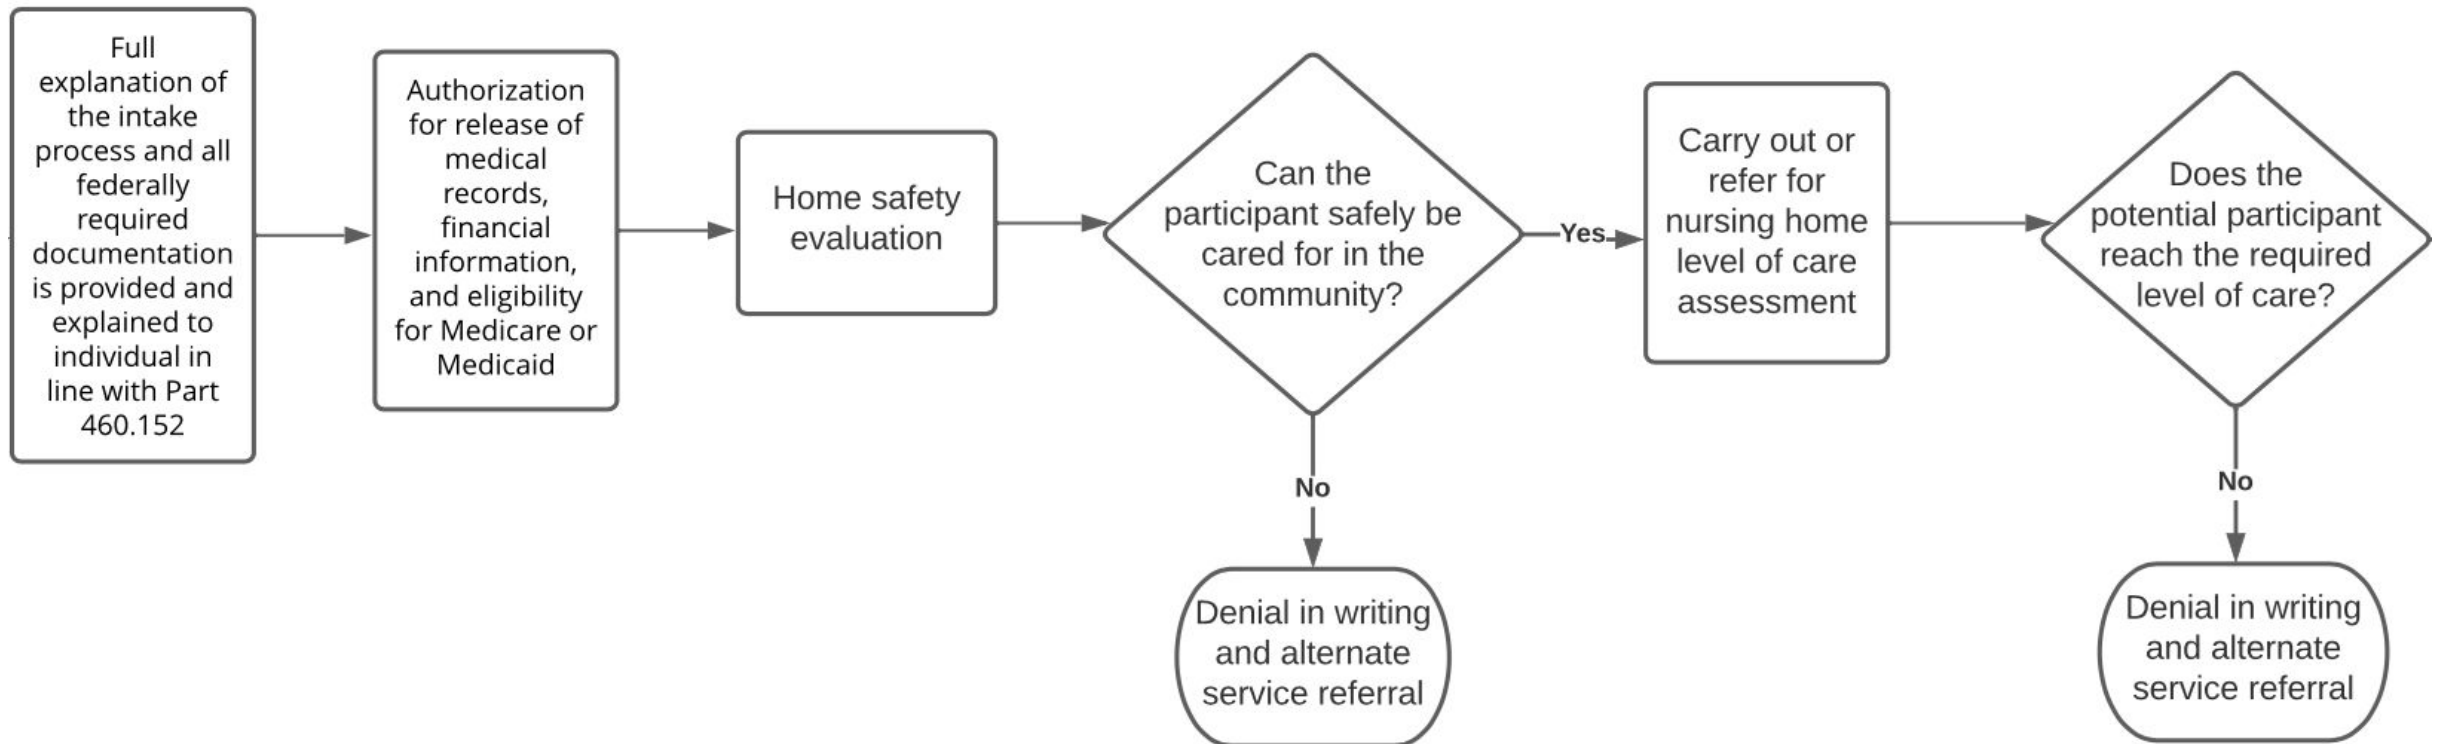 Full
explanation of
the intake
process and all
federally
required
documentation
is provided and
explained to
individual in
line with Part
460.152
Authorization
for release of
medical
records,
financial
information,
and eligibility
for Medicare or
Medicaid
Home safety
evaluation
Can the
participant safely be
cared for in the
community?
Yes
No
Denial in writing
and alternate
service referral
Carry out or
refer for
nursing home
level of care
assessment
Does the
potential participant
reach the required
level of care?
No
Denial in writing
and alternate
service referral